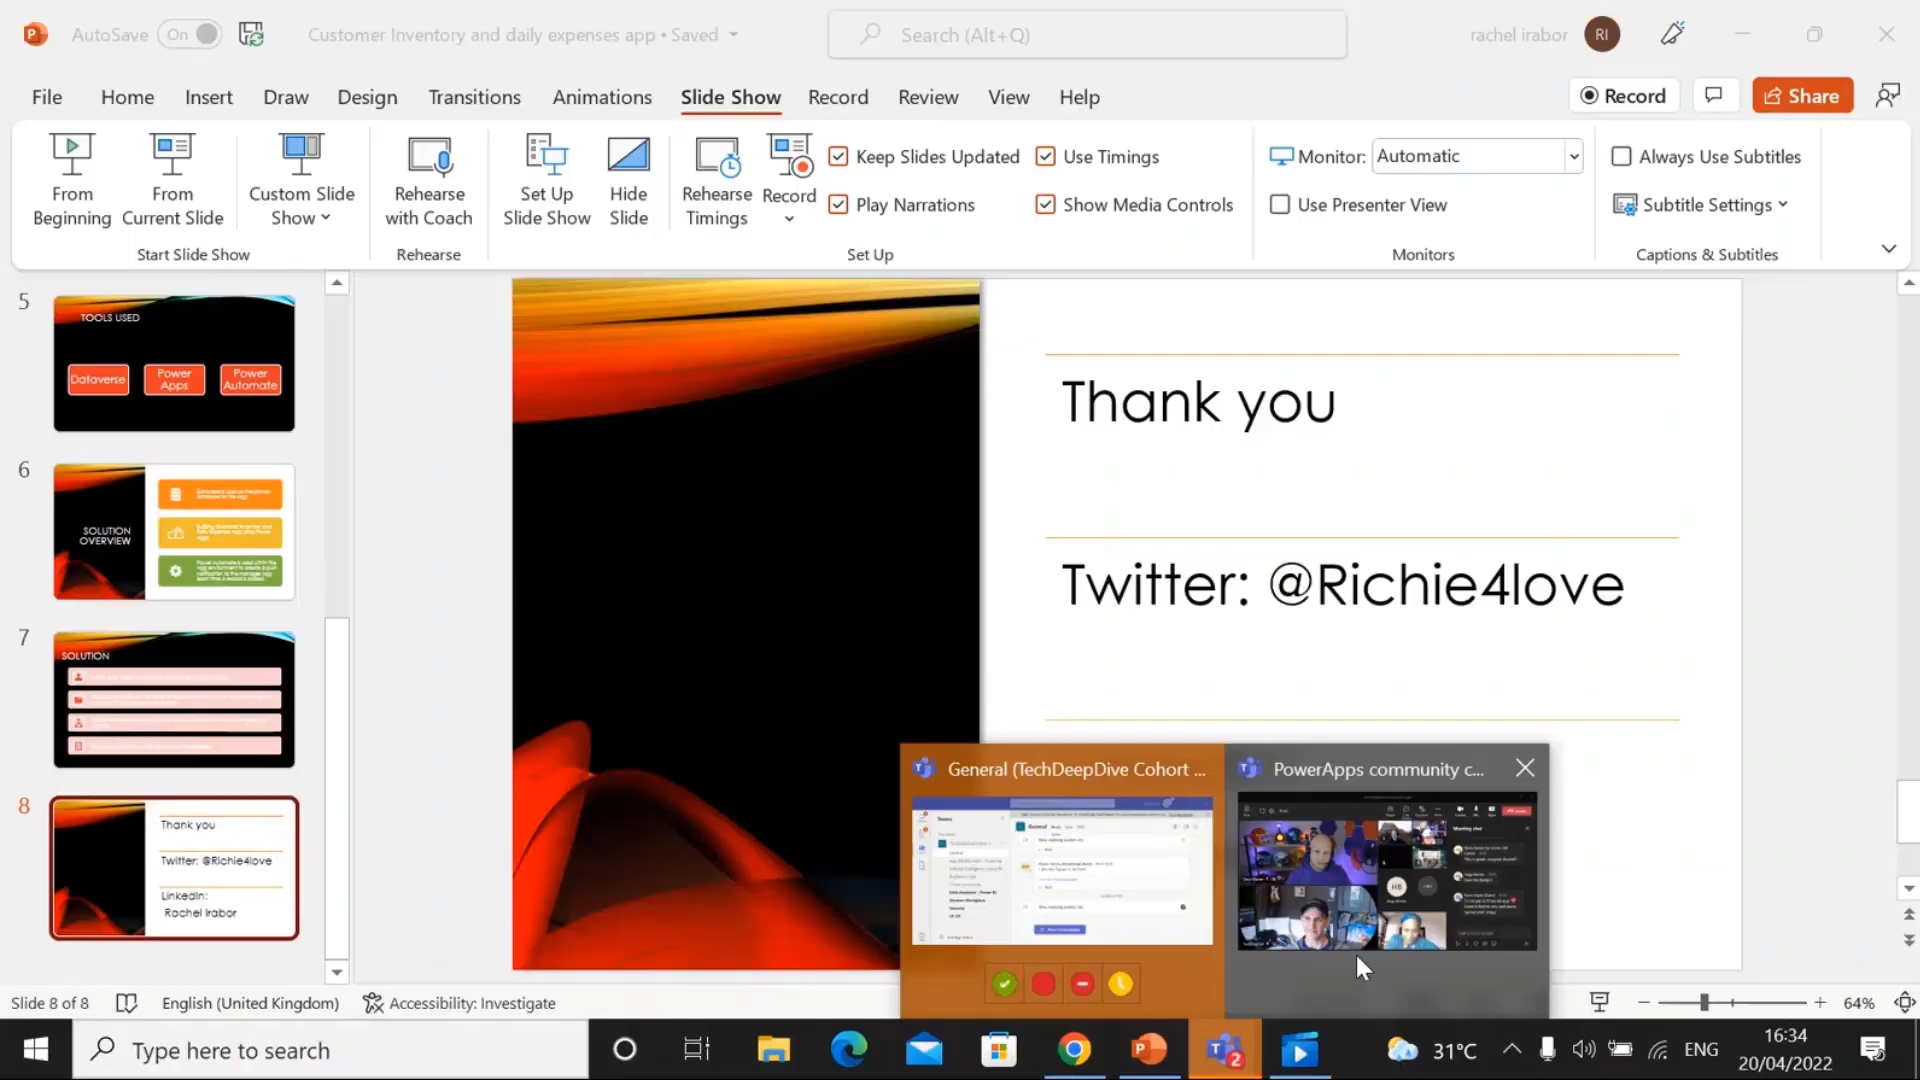 AutoSave On Customer Inventory and daily expenses app • Saved Search (Alt+Q) rachel irabor RI
File Home Insert Draw Design Transitions Animations Slide Show Record Review View Help Record Share
From Beginning
From Current Slide
Custom Slide Show
Start Slide Show
Rehearse with Coach
Rehearse
Set Up Slide Show
Hide Slide
Rehearse Timings
Record
Keep Slides Updated
Play Narrations
Use Timings
Show Media Controls
Set Up
Monitor: Automatic
Use Presenter View
Monitors
Always Use Subtitles
Subtitle Settings
Captions & Subtitles
5
TOOLS USED
Dataverse
Power Apps
Power Automate
6
SOLUTION
OVERVIEW
7
SOLUTION
8
Thank you
Twitter: @Richie4love
LinkedIn:
Rachel Irabor
Thank you
Twitter: @Richie4love
General (TechDeepDive Cohort ...
PowerApps community c...
Slide 8 of 8 English (United Kingdom) Accessibility: Investigate 64%
Type here to search
2
31°C ENG
16:34
20/04/2022